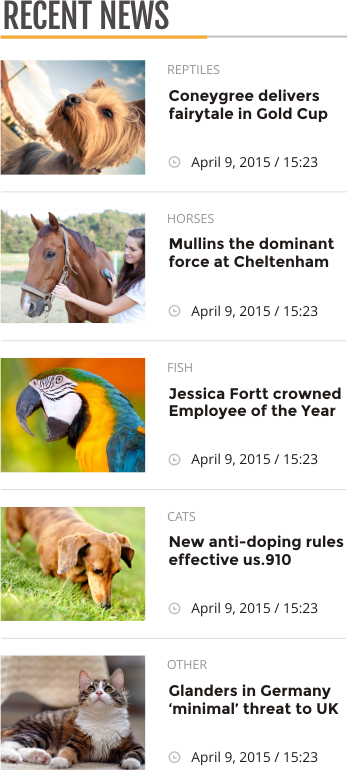 RECENT NEWS
REPTILES
Coneygree delivers
fairytale in Gold Cup
April 9, 2015 / 15:23
HORSES
Mullins the dominant
force at Cheltenham
April 9, 2015 / 15:23
FISH
Jessica Fortt crowned
Employee of the Year
April 9, 2015 / 15:23
CATS
New anti-doping rules
effective us.910
April 9, 2015 / 15:23
OTHER
Glanders in Germany
‘minimal’ threat to UK
April 9, 2015 / 15:23